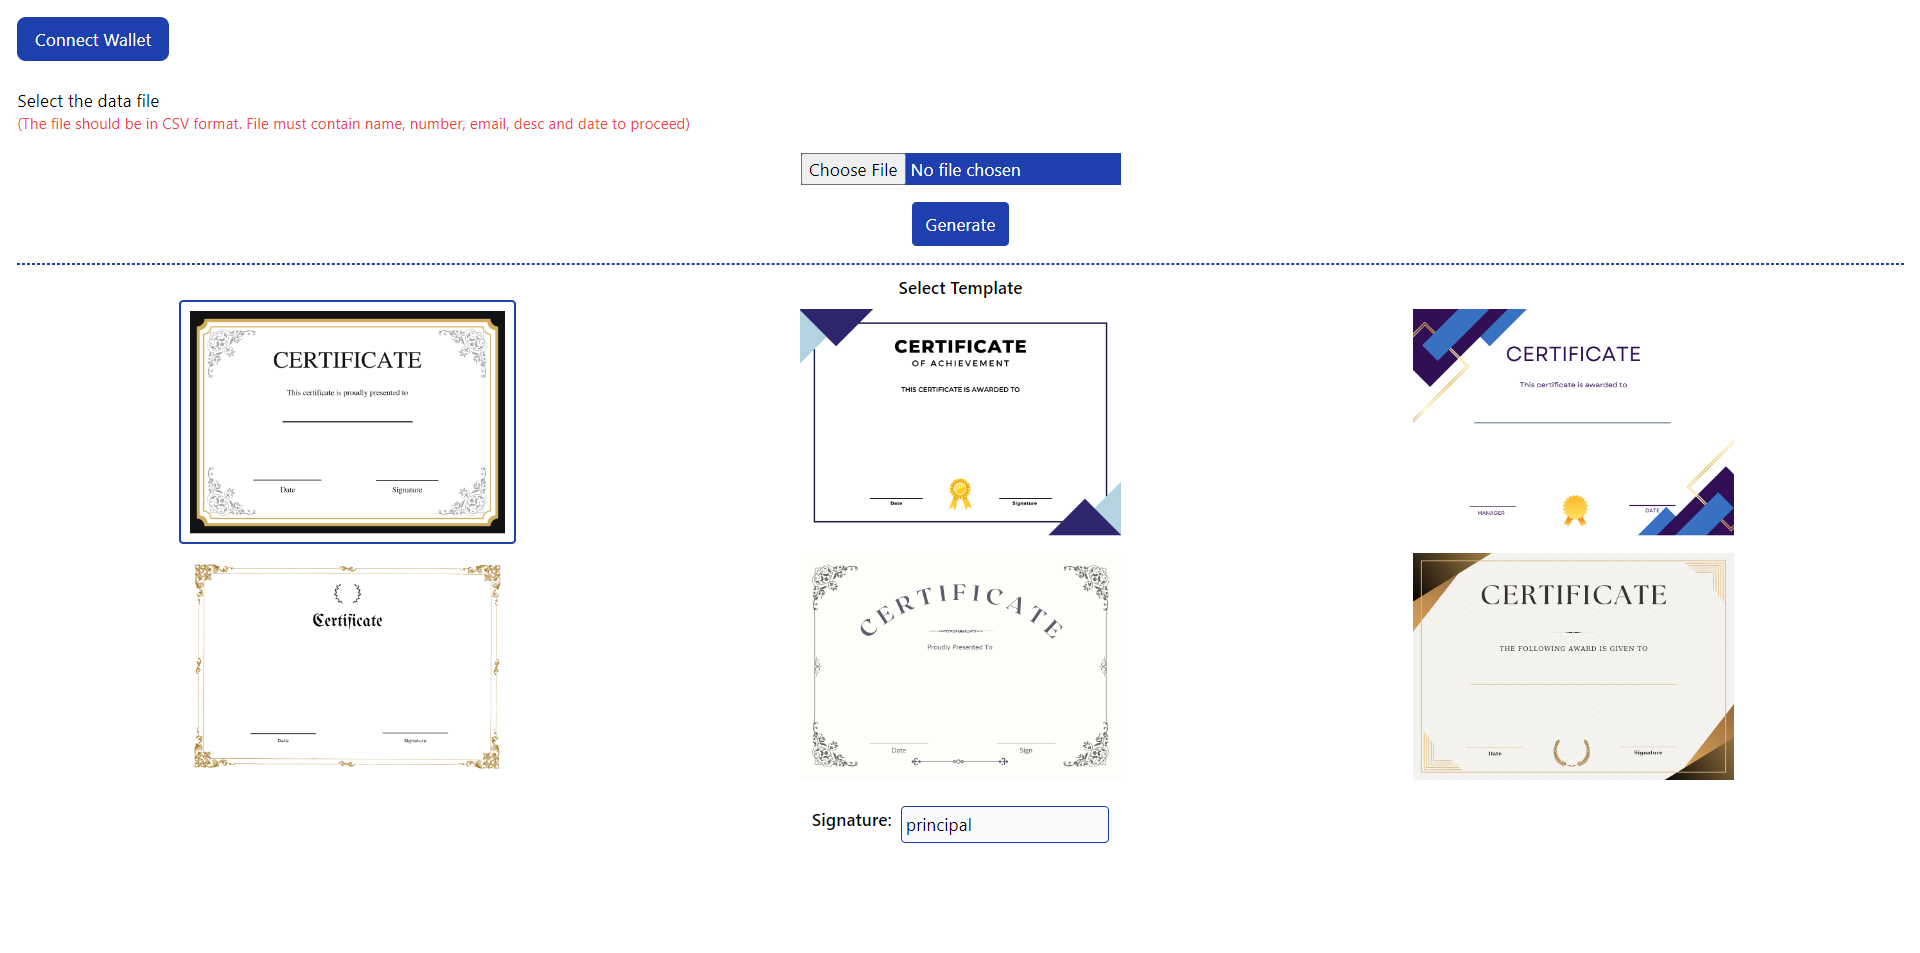 Connect Wallet
Select the data file
(The file should be in CSV format. File must contain name, number, email, desc and date to proceed)
Choose File No file chosen
Generate
Select Template
CERTIFICATE
This certificate is proudly presented to
Date Signature
CERTIFICATE
OF ACHIEVEMENT
THIS CERTIFICATE IS AWARDED TO
Date Signature
CERTIFICATE
This certificate is awarded to
MANAGER DATE
Certificate
Date Signature
CERTIFICATE
Proudly Presented To
Date Sign
CERTIFICATE
THE FOLLOWING AWARD IS GIVEN TO
Date Signature
Signature: principal